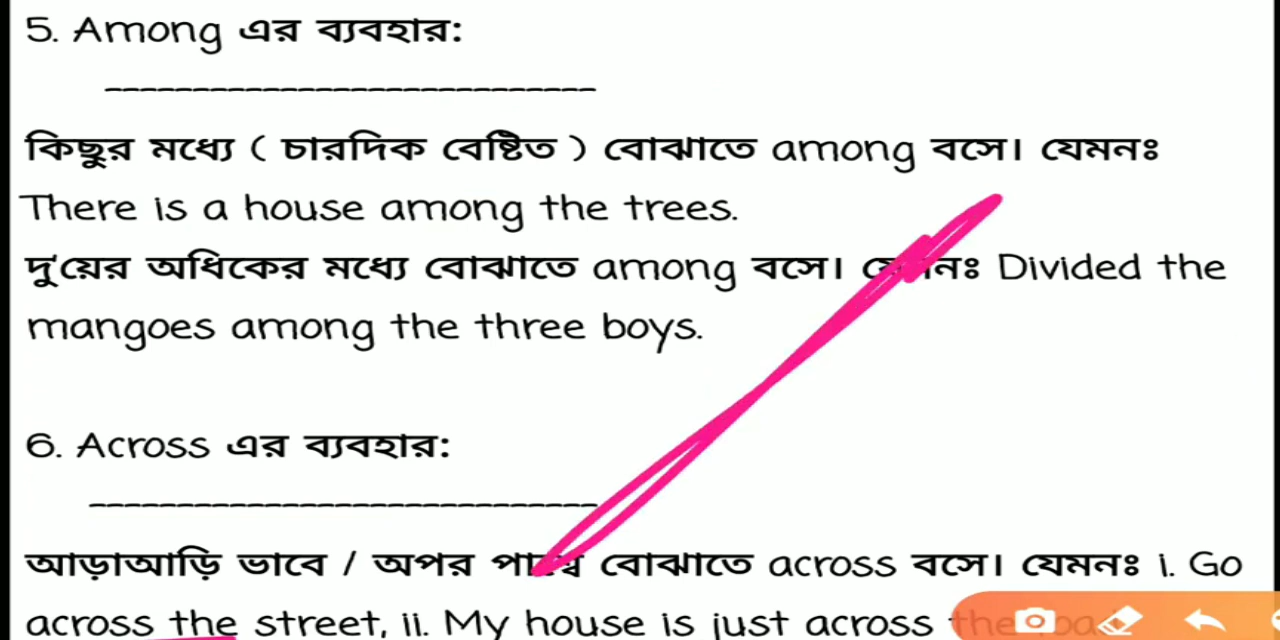 5. Among এর ব্যবহার:
কিছুর মধ্যে ( চারদিক বেষ্টিত ) বোঝাতে among বসে। যেমনঃ
There is a house among the trees.
দু'য়ের অধিকের মধ্যে বোঝাতে among বসে। যেমনঃ Divided the
mangoes among the three boys.
6. Across এর ব্যবহার:
আড়াআড়ি ভাবে / অপর পার্শ্বে বোঝাতে across বসে। যেমনঃ i. Go
across the street, ii. My house is just across the